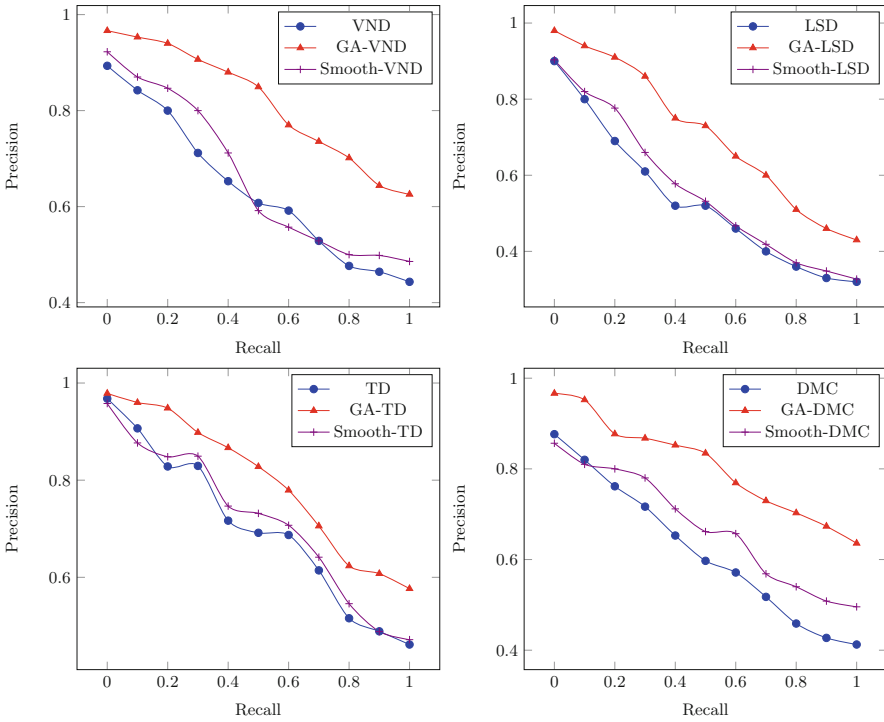 1
0.8
0.6
0.4
Precision
0 0.2 0.4 0.6 0.8 1
Recall
VND
GA-VND
Smooth-VND
1
0.8
0.6
0.4
Precision
0 0.2 0.4 0.6 0.8 1
Recall
LSD
GA-LSD
Smooth-LSD
1
0.8
0.6
Precision
0 0.2 0.4 0.6 0.8 1
Recall
TD
GA-TD
Smooth-TD
1
0.8
0.6
0.4
Precision
0 0.2 0.4 0.6 0.8 1
Recall
DMC
GA-DMC
Smooth-DMC